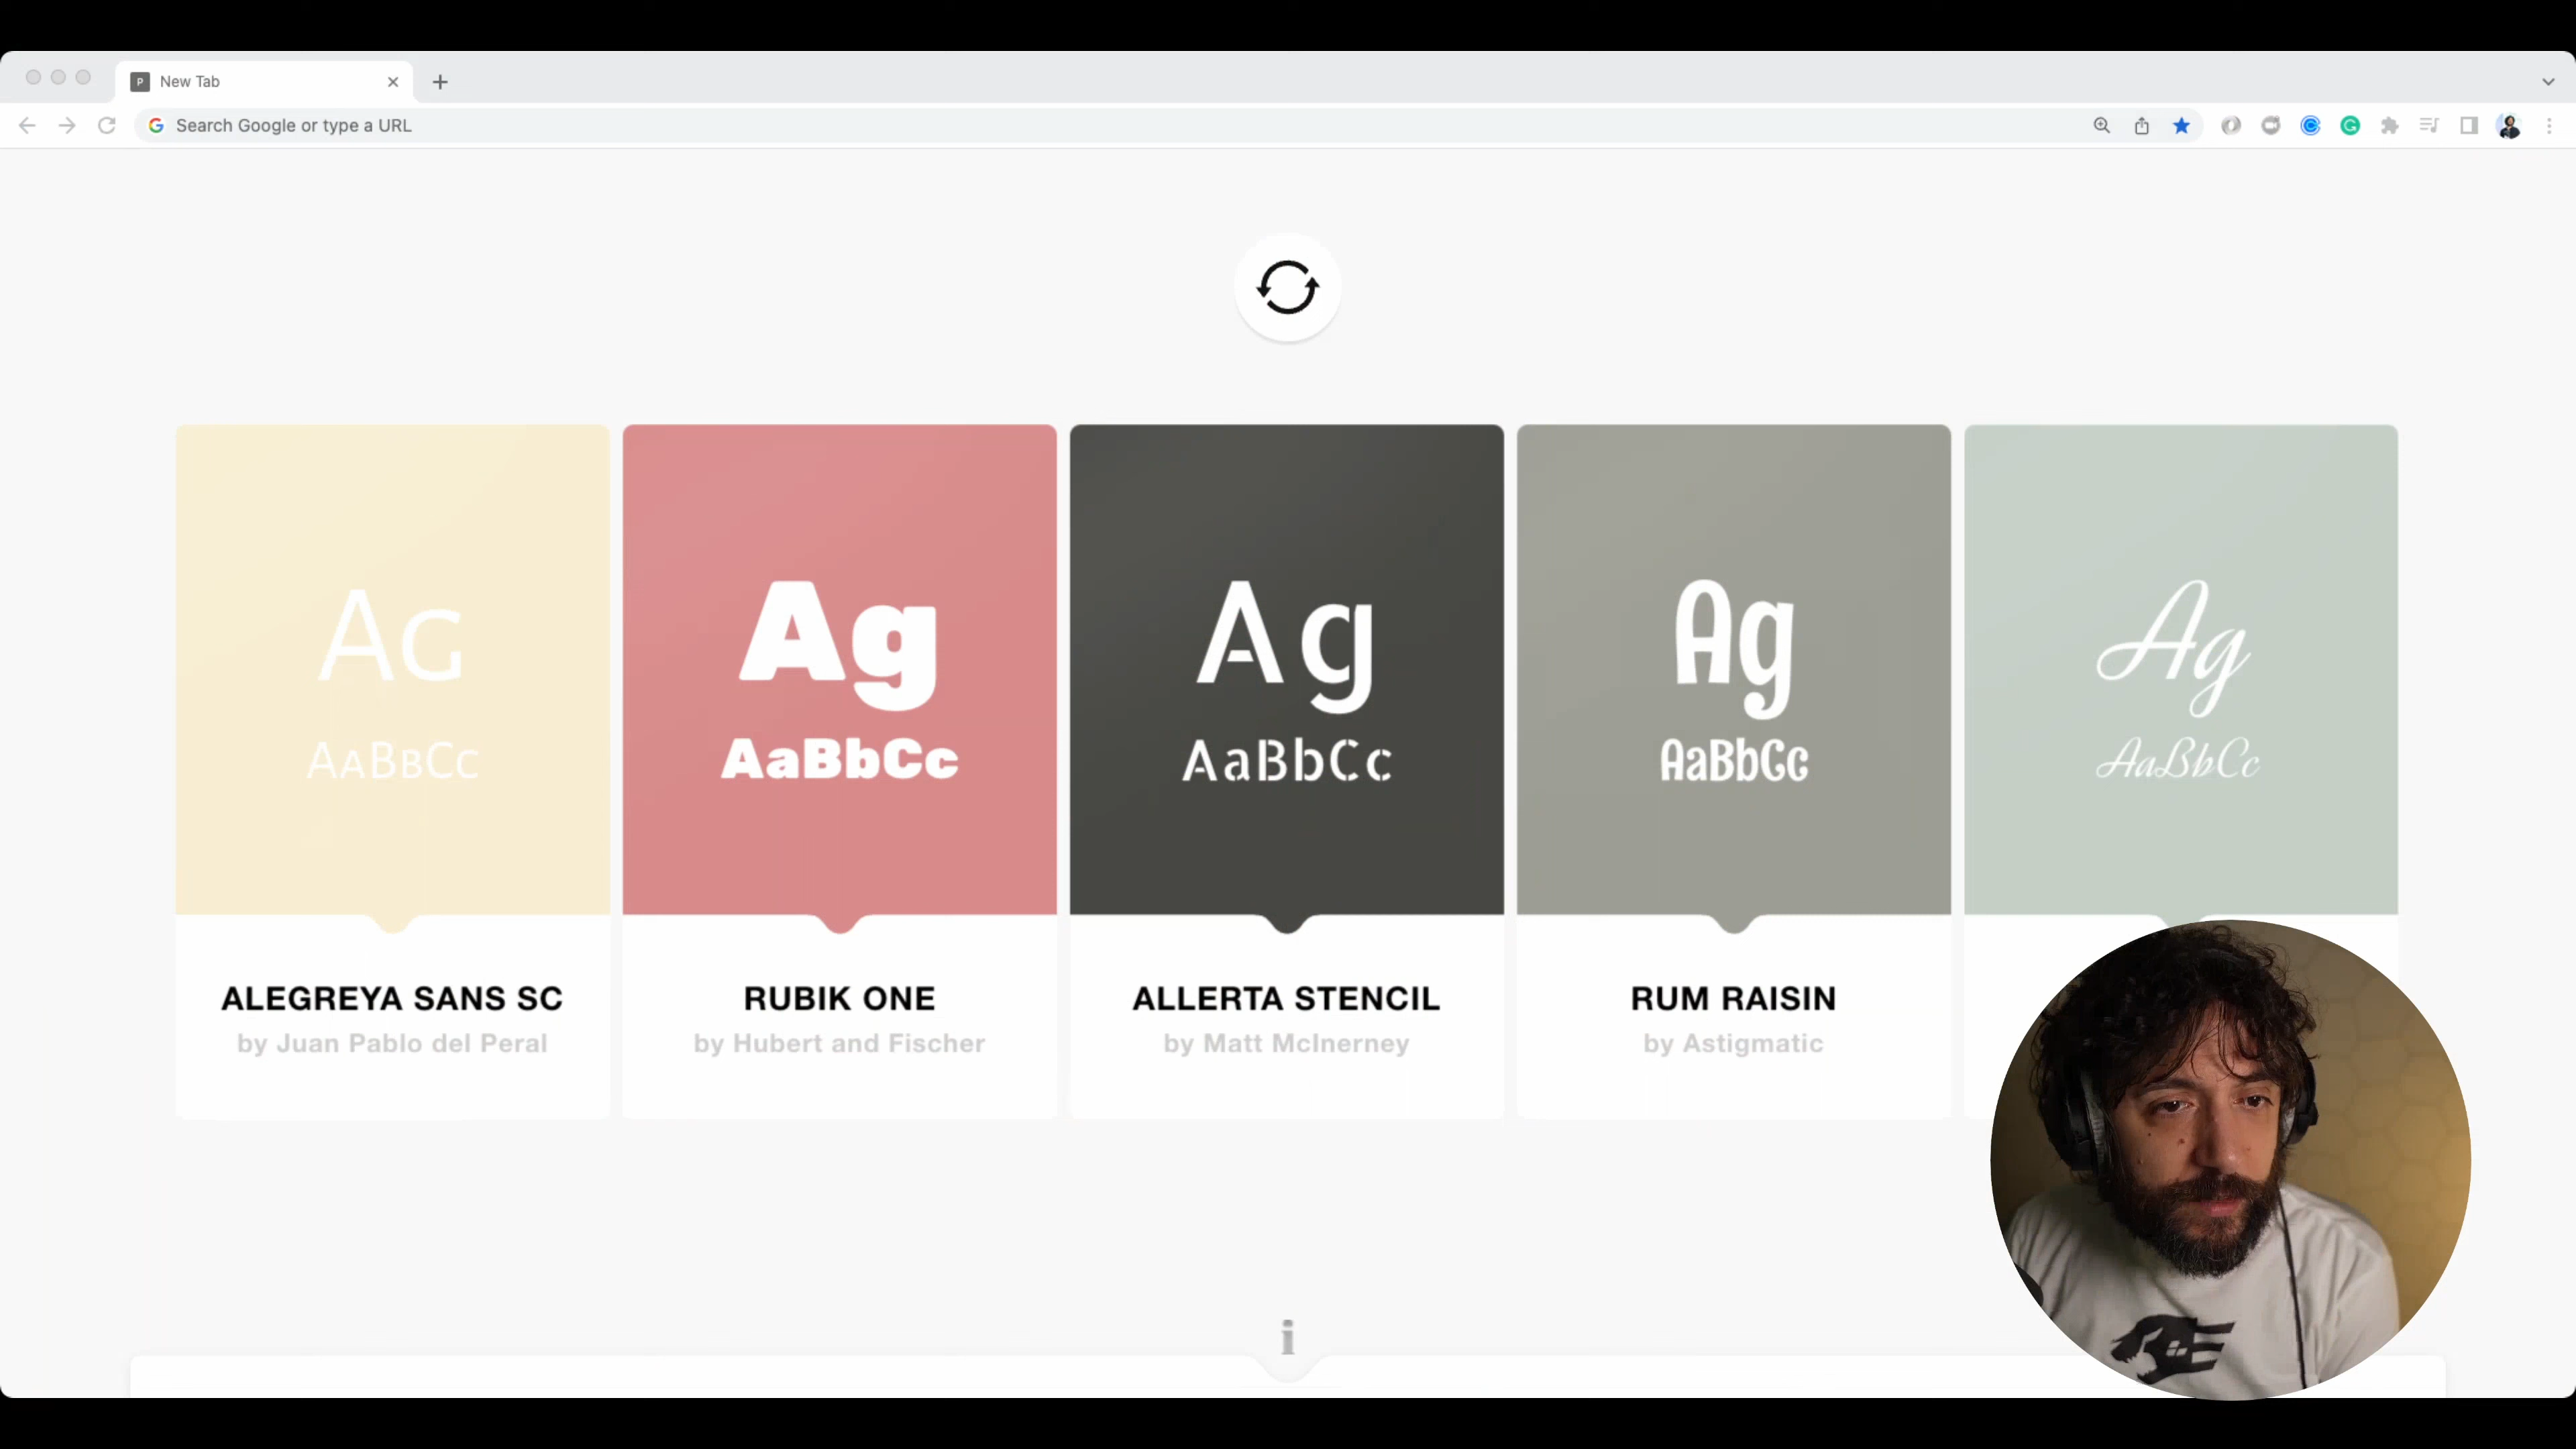 New Tab
Search Google or type a URL
Ag
AaBbCc
ALEGREYA SANS SC
by Juan Pablo del Peral
Ag
AaBbCc
RUBIK ONE
by Hubert and Fischer
Ag
AaBbCc
ALLERTA STENCIL
by Matt McInerney
Ag
AaBbCc
RUM RAISIN
by Astigmatic
Ag
AaBbCc
i